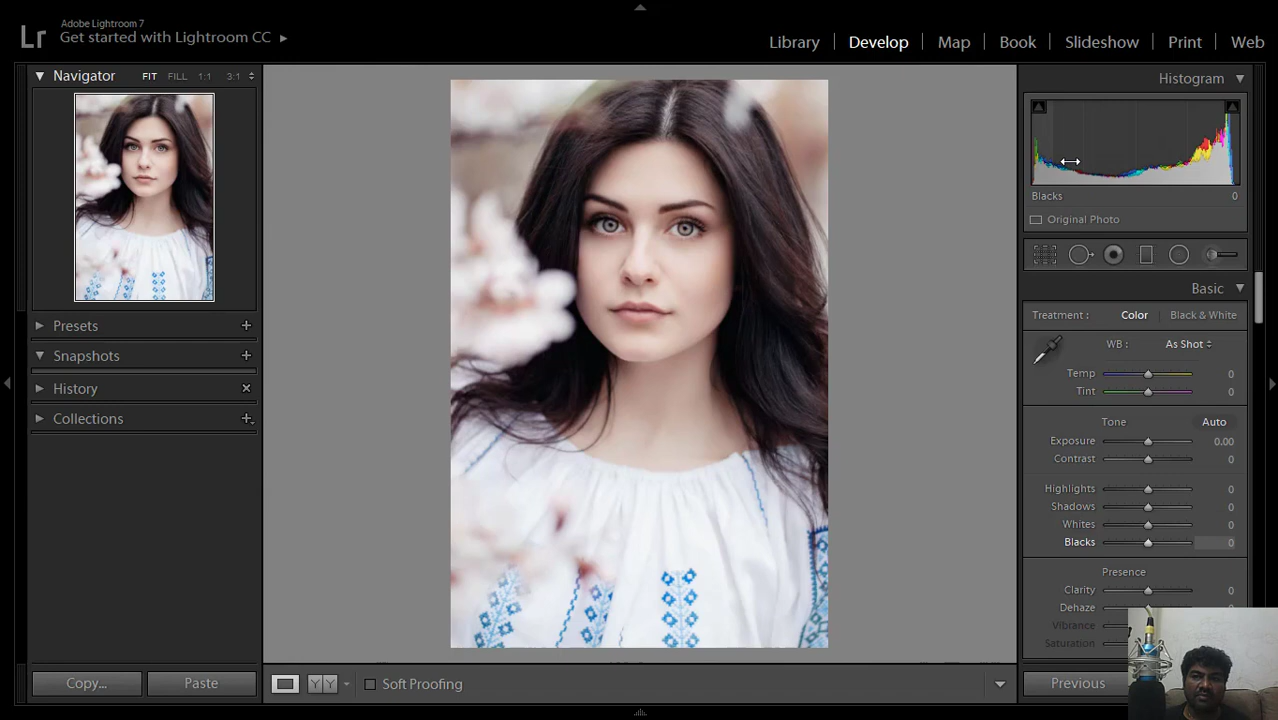 Adobe Lightroom 7
Lr
Get started with Lightroom CC
Library
Develop
Map
Book
Slideshow
Print
Web
Navigator
FIT
FILL
1:1
3:1
Presets
Snapshots
History
Collections
Copy...
Paste
YY
Soft Proofing
Histogram
Blacks 0
Original Photo
Basic
Treatment : Color Black & White
WB : As Shot
Temp 0
Tint 0
Tone Auto
Exposure 0.00
Contrast 0
Highlights 0
Shadows 0
Whites 0
Blacks 0
Presence
Clarity 0
Dehaze
Vibrance
Saturation
Previous